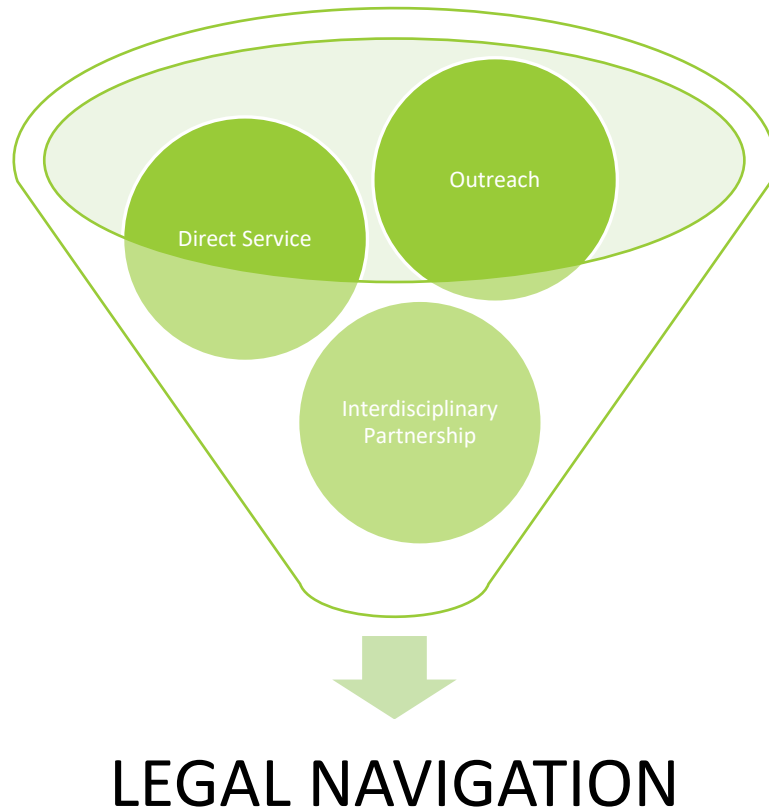 Outreach
Direct Service
Interdisciplinary
Partnership
LEGAL NAVIGATION